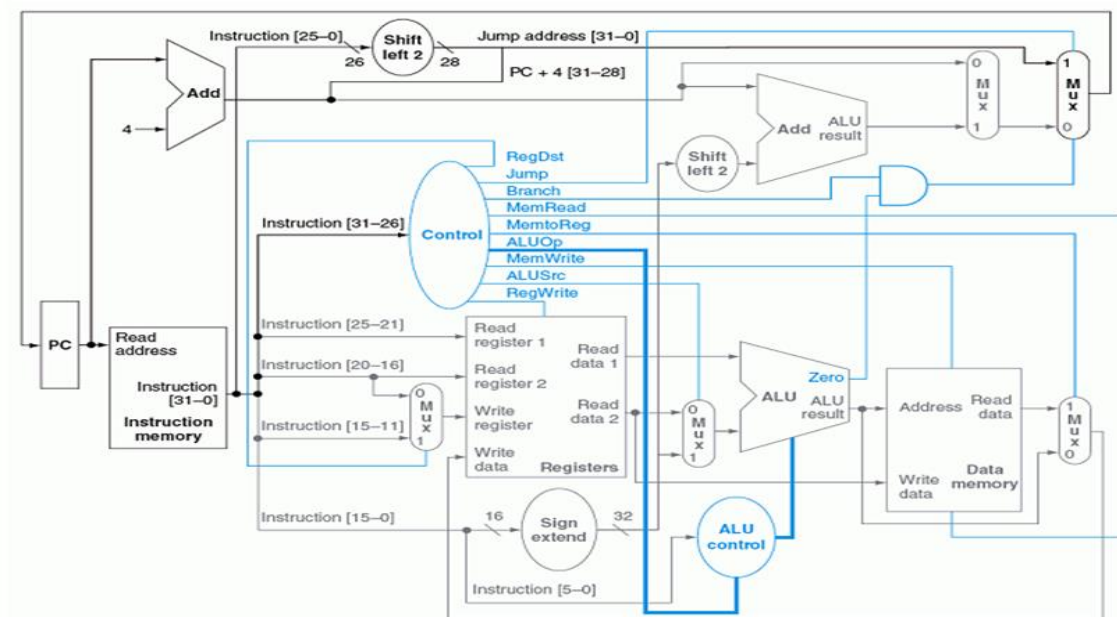 Instruction [25–0]
26
Shift
left 2
28
Jump address [31–0]
PC + 4 [31–28]
Add
4
0
Mux
1
1
Mux
0
Add
ALU
result
Shift
left 2
RegDst
Jump
Branch
MemRead
MemtoReg
ALUOp
MemWrite
ALUSrc
RegWrite
Instruction [31–26]
Control
PC
Read
address
Instruction
[31–0]
Instruction
memory
Instruction [25–21]
Instruction [20–16]
Instruction [15–11]
Instruction [15–0]
0
Mux
1
Read
register 1
Read
register 2
Write
register
Write
data
Read
data 1
Read
data 2
Registers
0
Mux
1
Zero
ALU
ALU
result
Address
Read
data
Write
data
Data
memory
1
Mux
0
16
Sign
extend
32
ALU
control
Instruction [5–0]